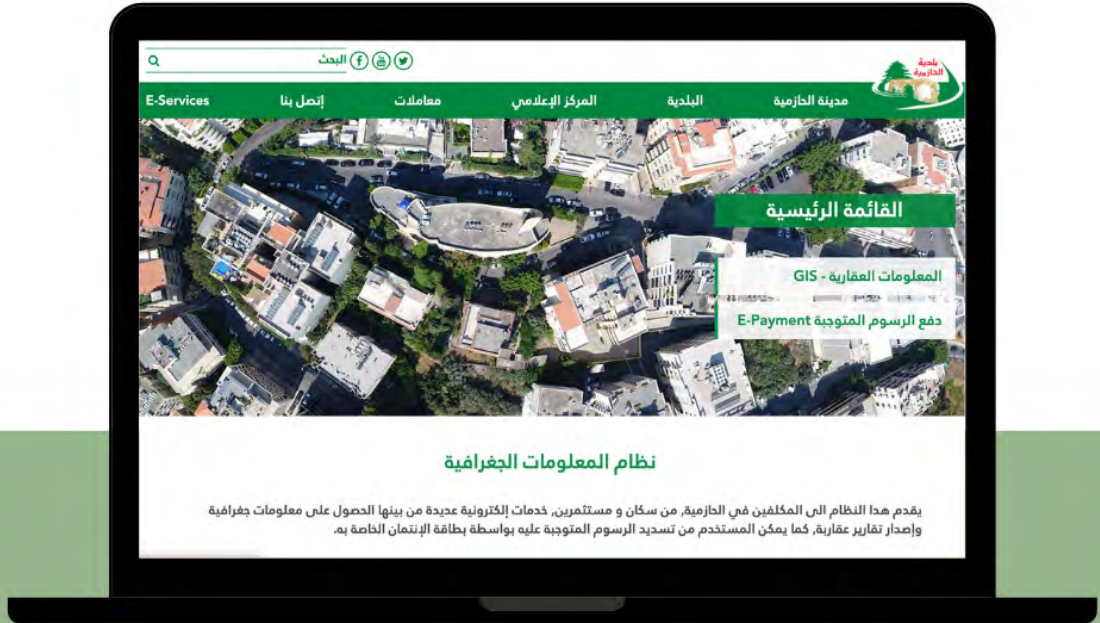 البحث
بلدية
الحازمية
مدينة الحازمية
البلدية
المركز الإعلامي
معاملات
إتصل بنا
E-Services
القائمة الرئيسية
المعلومات العقارية - GIS
دفع الرسوم المتوجبة E-Payment
نظام المعلومات الجغرافية
يقدم هذا النظام الى المكلفين في الحازمية, من سكان و مستثمرين, خدمات إلكترونية عديدة من بينها الحصول على معلومات جغرافية
وإصدار تقارير عقارية, كما يمكن المستخدم من تسديد الرسوم المتوجبة عليه بواسطة بطاقة الإنتمان الخاصة به.